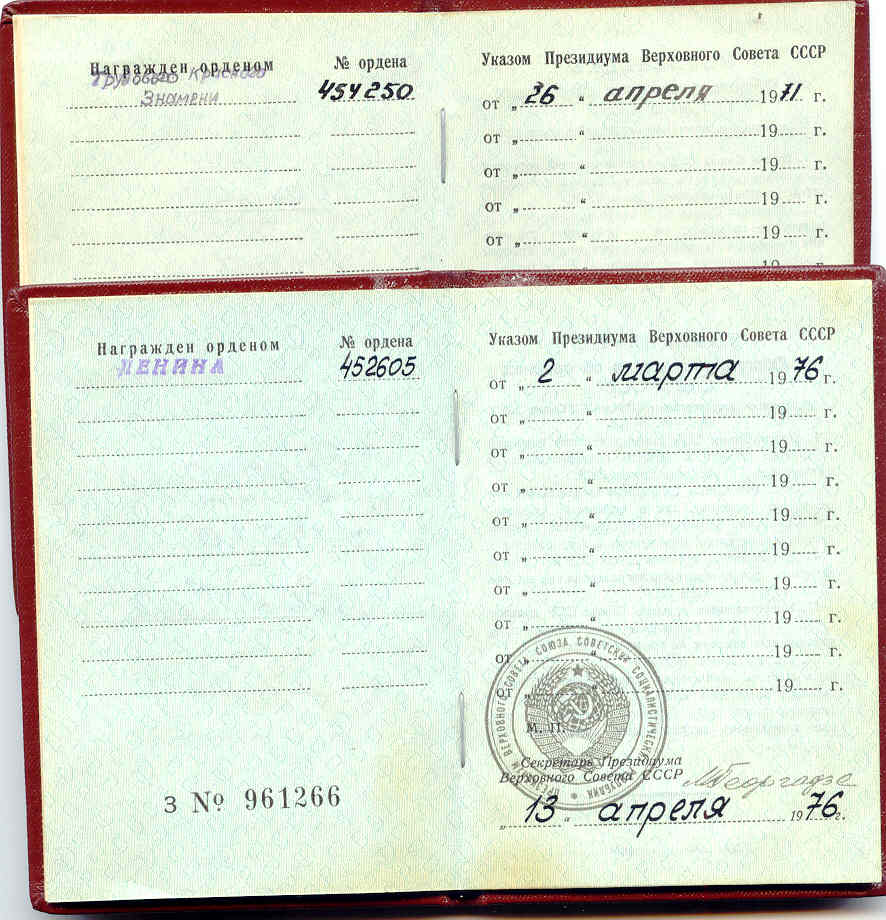 Награжден орденом № ордена Указом Президиума Верховного Совета СССР
Трудового Красного
Знамени 454250 от „ 26 “ апреля 1971 г.
от „ “ 19 г.
от „ “ 19 г.
от „ “ 19 г.
от „ “ 19 г.
19
Награжден орденом № ордена Указом Президиума Верховного Совета СССР
ЛЕНИНА 452605 от „ 2 “ марта 1976 г.
от „ “ 19 г.
от „ “ 19 г.
от „ “ 19 г.
от „ “ 19 г.
от „ “ 19 г.
от „ “ 19 г.
от „ “ 19 г.
от „ “ 19 г.
от „ “ 19 г.
ПРЕЗИДИУМ ВЕРХОВНОГО СОВЕТА СОЮЗА СОВЕТСКИХ СОЦИАЛИСТИЧЕСКИХ РЕСПУБЛИК
М. П.
Секретарь Президиума
Верховного Совета СССР МГеоргадзе
З № 961266 „ 13 “ апреля 1976 г.